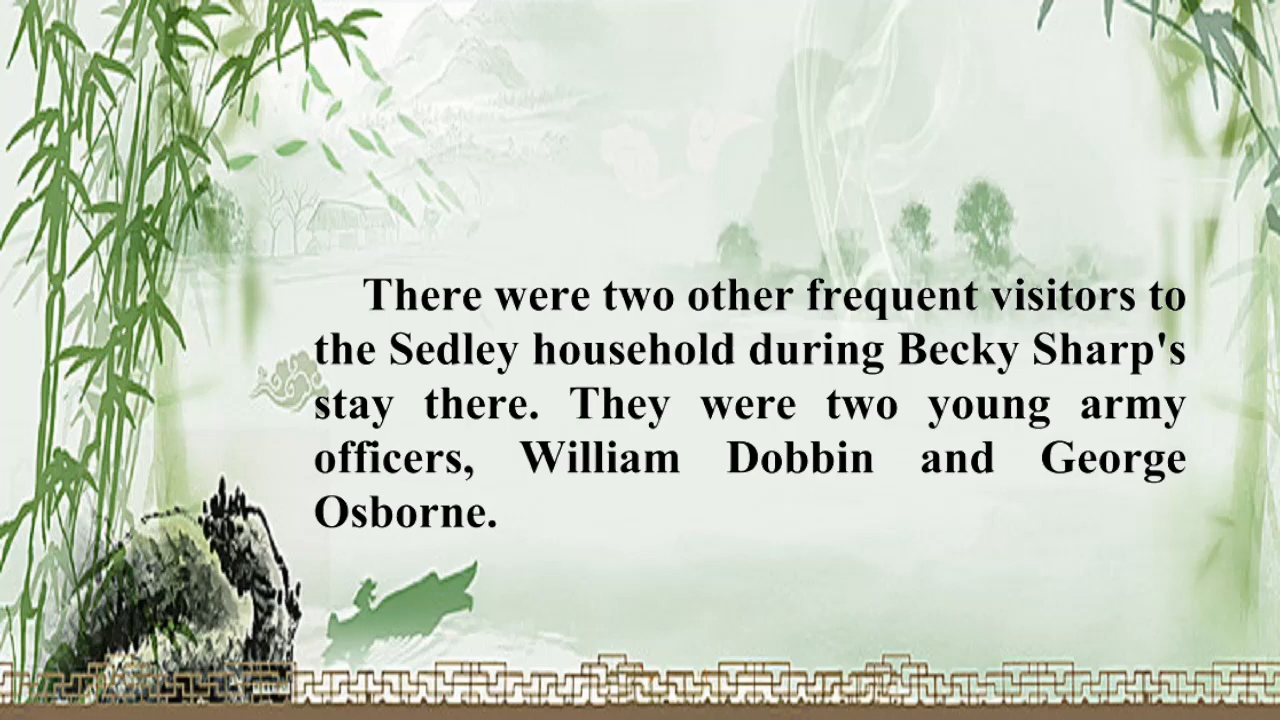 There were two other frequent visitors to
the Sedley household during Becky Sharp's
stay there. They were two young army
officers, William Dobbin and George
Osborne.